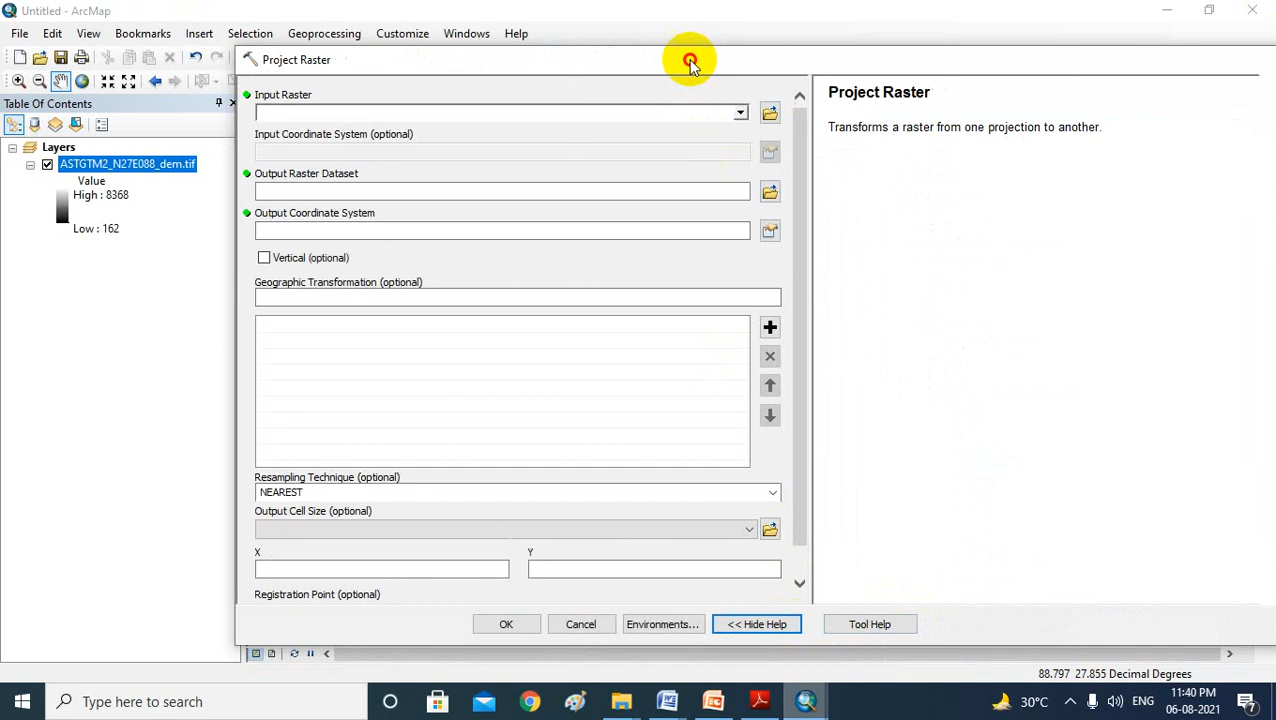 Untitled - ArcMap
File Edit View Bookmarks Insert Selection Geoprocessing Customize Windows Help
Project Raster
Table Of Contents
Layers
ASTGTM2_N27E088_dem.tif
Value
High : 8368
Low : 162
Input Raster
Input Coordinate System (optional)
Output Raster Dataset
Output Coordinate System
Vertical (optional)
Geographic Transformation (optional)
Resampling Technique (optional)
NEAREST
Output Cell Size (optional)
X Y
Registration Point (optional)
OK Cancel Environments... << Hide Help Tool Help
Project Raster
Transforms a raster from one projection to another.
88.797 27.855 Decimal Degrees
Type here to search
30°C
ENG
11:40 PM
06-08-2021
7